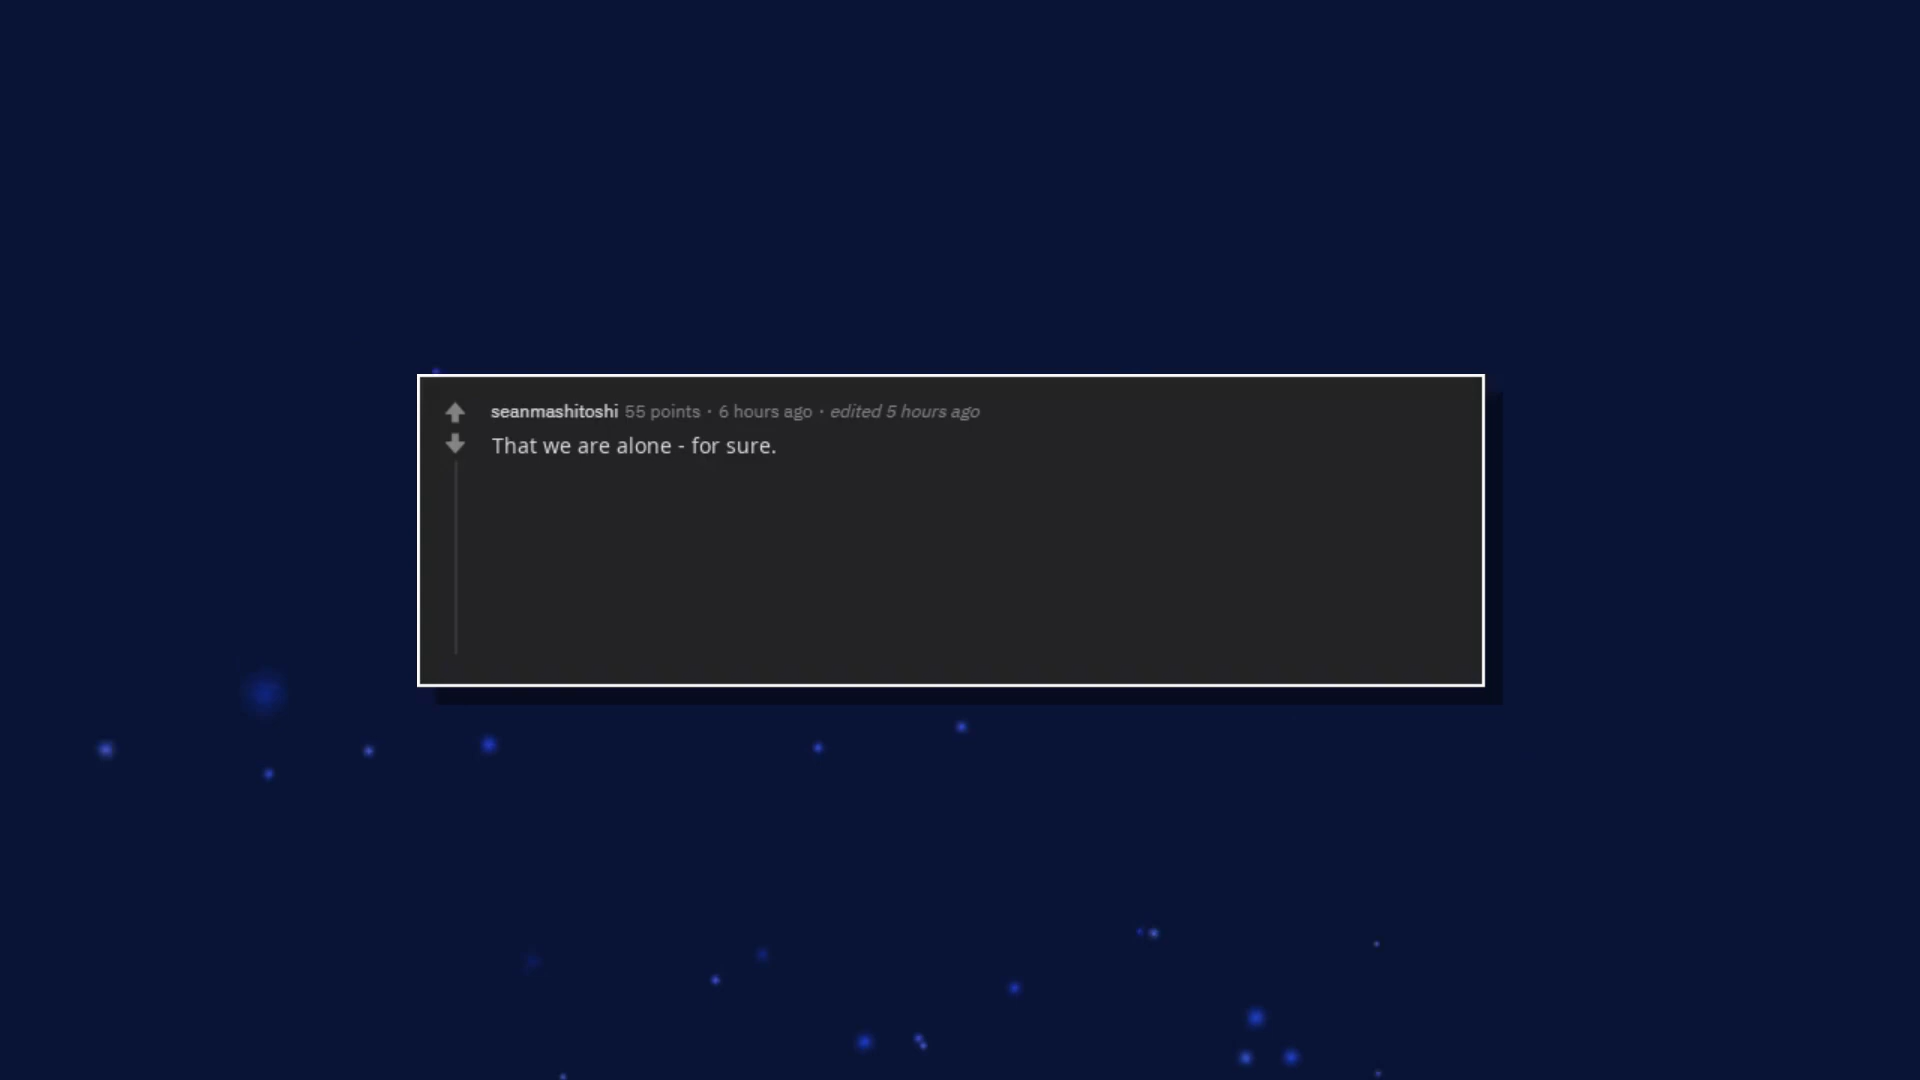 seanmashitoshi 55 points · 6 hours ago · edited 5 hours ago
That we are alone - for sure.